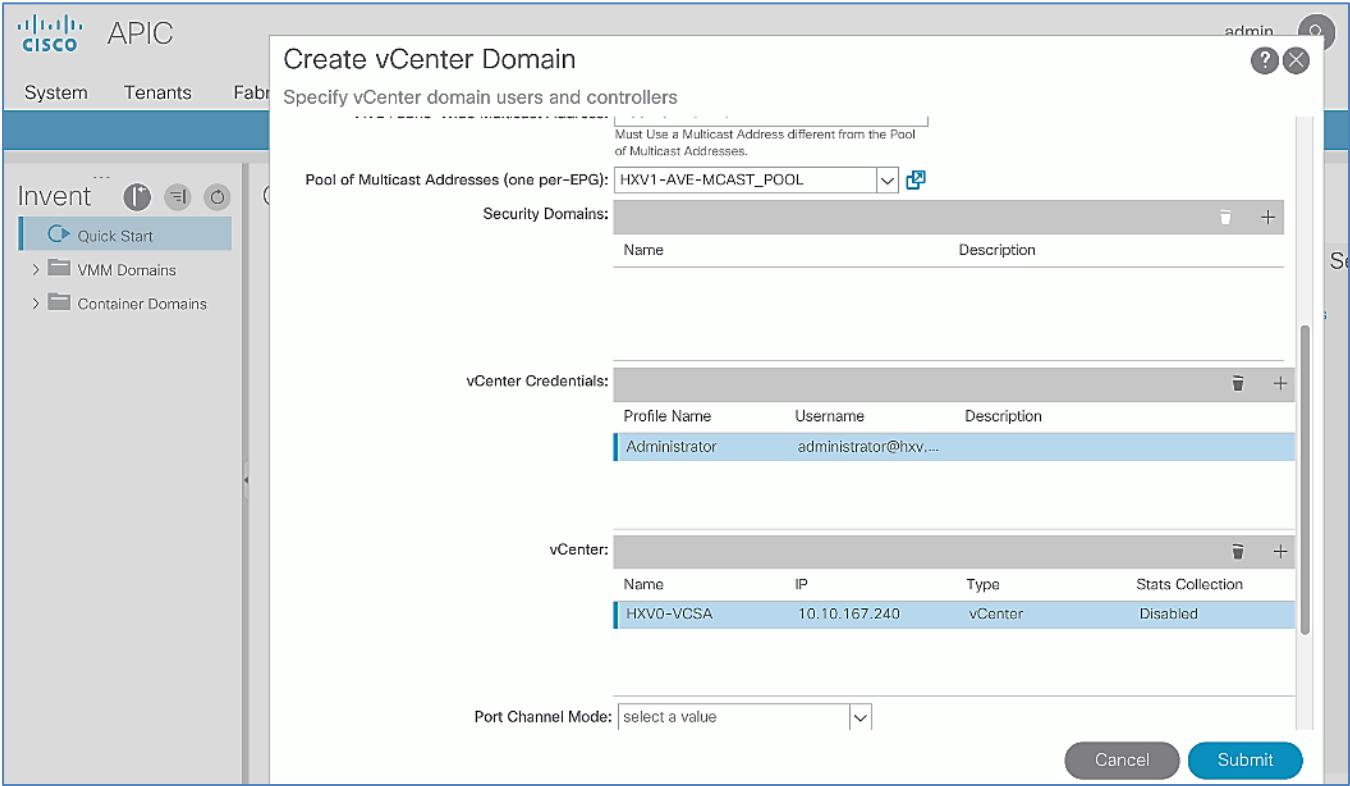 CISCO APIC
admin
System Tenants Fabr
Create vCenter Domain
Specify vCenter domain users and controllers
Must Use a Multicast Address different from the Pool
of Multicast Addresses.
Pool of Multicast Addresses (one per-EPG): HXV1-AVE-MCAST_POOL
Security Domains:
Name Description
vCenter Credentials:
Profile Name Username Description
Administrator administrator@hxv....
vCenter:
Name IP Type Stats Collection
HXV0-VCSA 10.10.167.240 vCenter Disabled
Port Channel Mode: select a value
Cancel Submit
Invent
Quick Start
VMM Domains
Container Domains